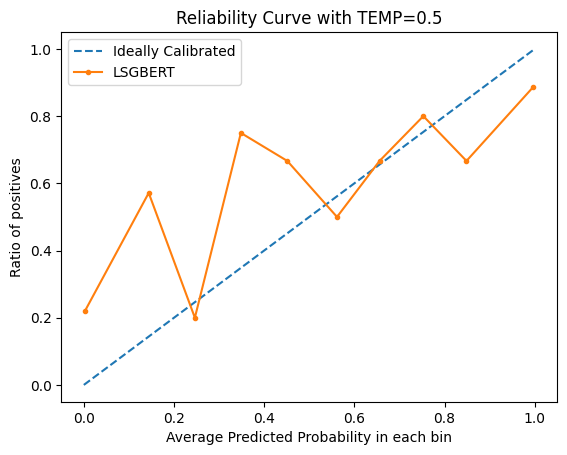 Reliability Curve with TEMP=0.5
Ideally Calibrated
LSGBERT
Ratio of positives
1.0
0.8
0.6
0.4
0.2
0.0
0.0 0.2 0.4 0.6 0.8 1.0
Average Predicted Probability in each bin